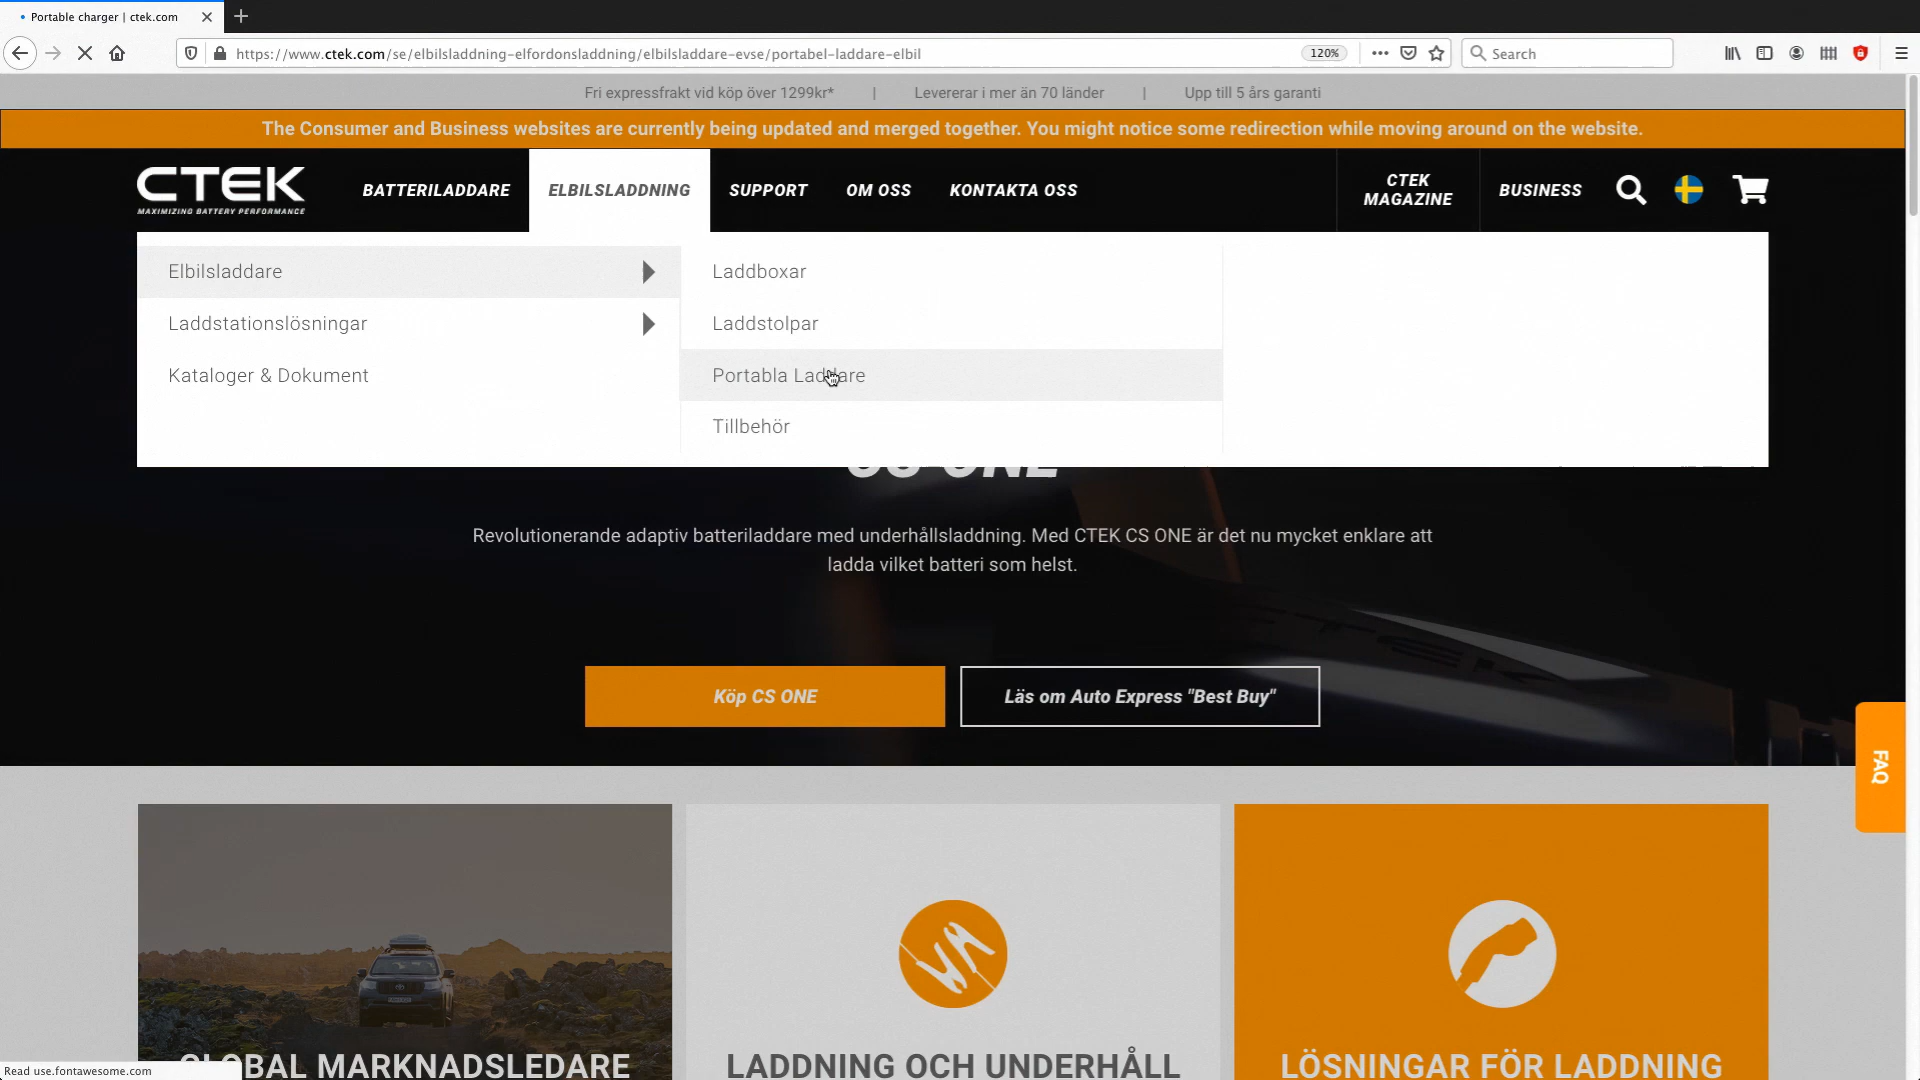 Portable charger | ctek.com
https://www.ctek.com/se/elbilsladdning-elfordonsladdning/elbilsladdare-evse/portabel-laddare-elbil
120%
Search
Fri expressfrakt vid köp över 1299kr* | Levererar i mer än 70 länder | Upp till 5 års garanti
The Consumer and Business websites are currently being updated and merged together. You might notice some redirection while moving around on the website.
CTEK
MAXIMIZING BATTERY PERFORMANCE
BATTERILADDARE
ELBILSLADDNING
SUPPORT
OM OSS
KONTAKTA OSS
CTEK
MAGAZINE
BUSINESS
Elbilsladdare
Laddstationslösningar
Kataloger & Dokument
Laddboxar
Laddstolpar
Portabla Laddare
Tillbehör
CS ONE
Revolutionerande adaptiv batteriladdare med underhållsladdning. Med CTEK CS ONE är det nu mycket enklare att
ladda vilket batteri som helst.
Köp CS ONE
Läs om Auto Express "Best Buy"
FAQ
GLOBAL MARKNADSLEDARE
LADDNING OCH UNDERHÅLL
LÖSNINGAR FÖR LADDNING
Read use.fontawesome.com